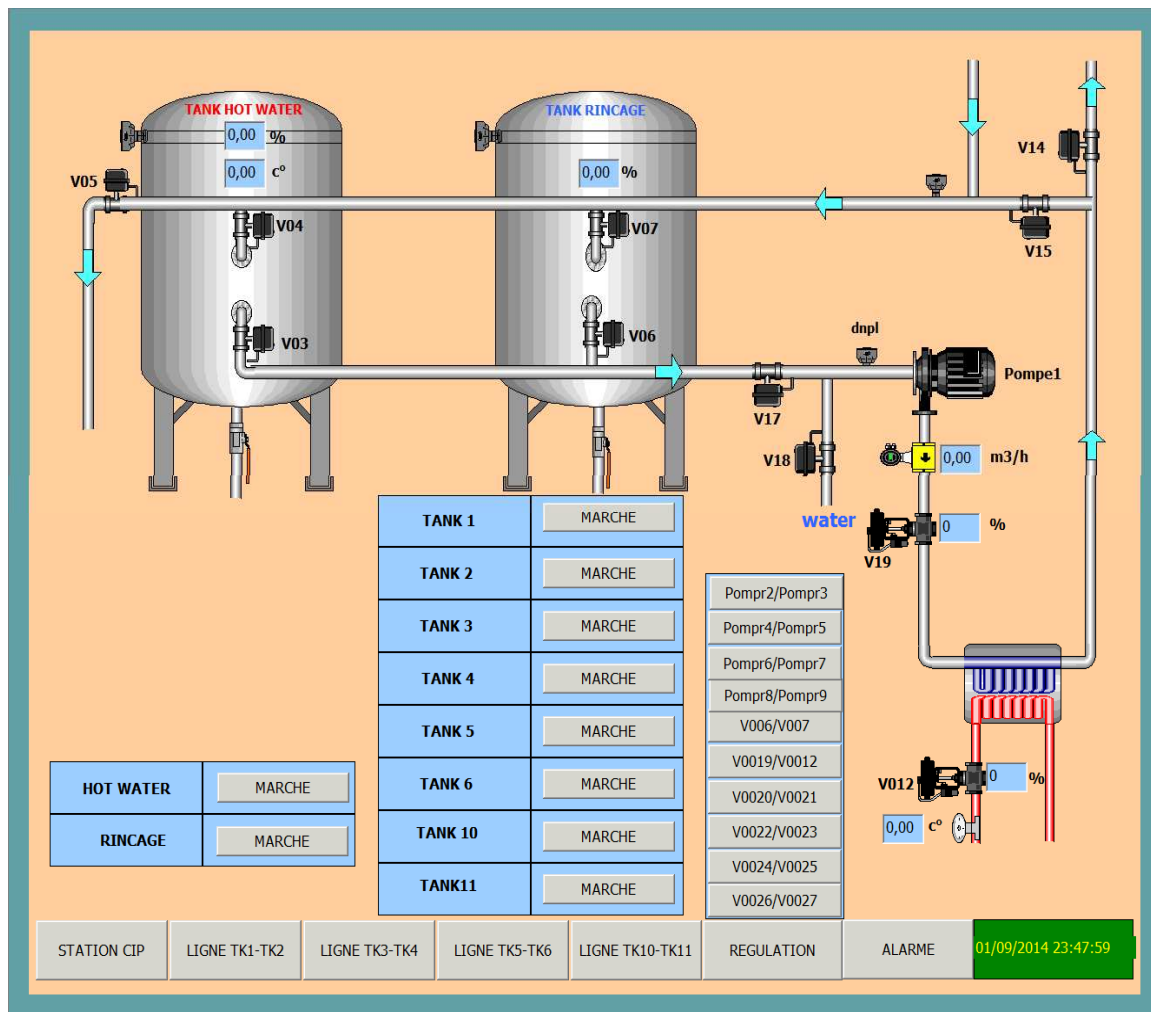 TANK HOT WATER
0,00 %
0,00 c°
TANK RINCAGE
0,00 %
V05
V04
V07
V03
V06
V14
V15
dnpl
Pompe1
V17
V18
water
0,00 m3/h
V19
0 %
V012
0 %
0,00 c°
TANK 1 MARCHE
TANK 2 MARCHE
TANK 3 MARCHE
TANK 4 MARCHE
TANK 5 MARCHE
TANK 6 MARCHE
TANK 10 MARCHE
TANK11 MARCHE
HOT WATER MARCHE
RINCAGE MARCHE
Pompr2/Pompr3
Pompr4/Pompr5
Pompr6/Pompr7
Pompr8/Pompr9
V006/V007
V0019/V0012
V0020/V0021
V0022/V0023
V0024/V0025
V0026/V0027
STATION CIP
LIGNE TK1-TK2
LIGNE TK3-TK4
LIGNE TK5-TK6
LIGNE TK10-TK11
REGULATION
ALARME
01/09/2014 23:47:59